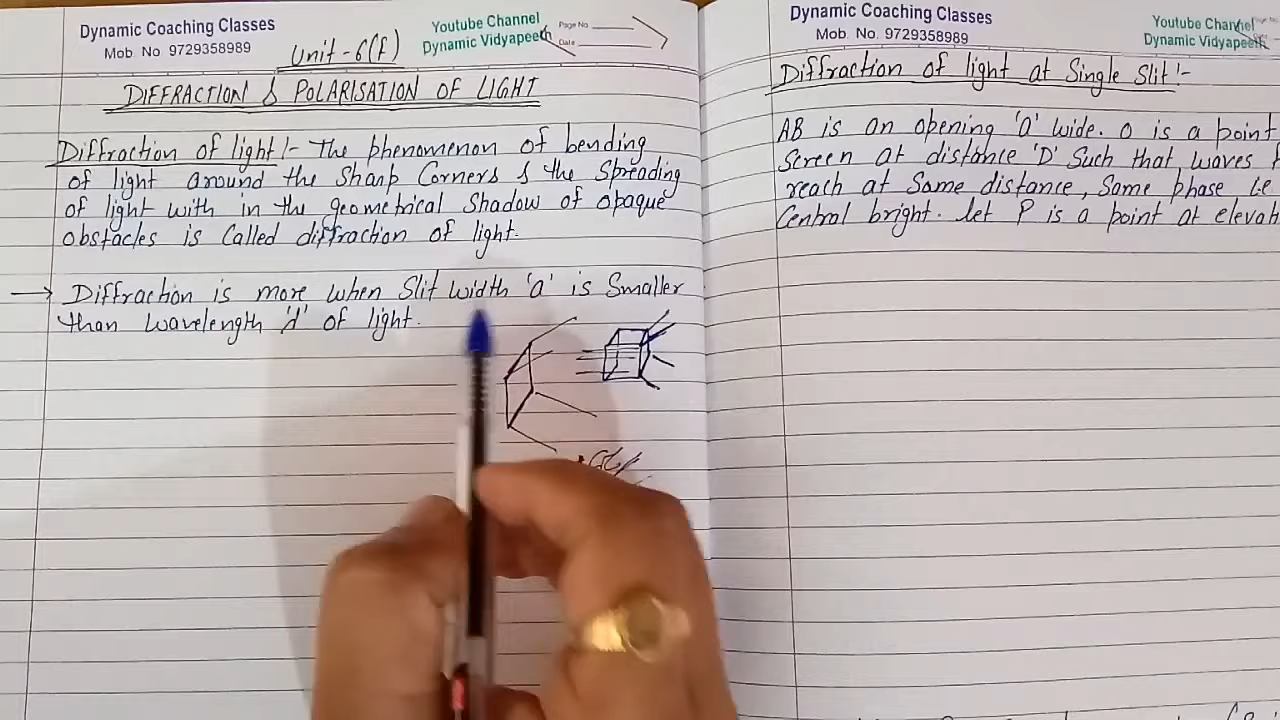 Dynamic Coaching Classes
Mob. No. 9729358989
Youtube Channel
Dynamic Vidyapeeth
Page No.
Date
Unit-6(f)
DIFFRACTION & POLARISATION OF LIGHT
Diffraction of light :- The phenomenon of bending
of light around the sharp Corners & the Spreading
of light with in the geometrical Shadow of opaque
obstacles is Called diffraction of light.
→ Diffraction is more when Slit width 'a' is Smaller
than wavelength 'λ' of light.
Dynamic Coaching Classes
Mob. No. 9729358989
Youtube Channel
Dynamic Vidyapeeth
Diffraction of light at Single Slit :-
AB is an opening 'a' wide. O is a point
Screen at distance 'D' Such that waves
reach at Same distance, Same phase i.e
Central bright. let P is a point at